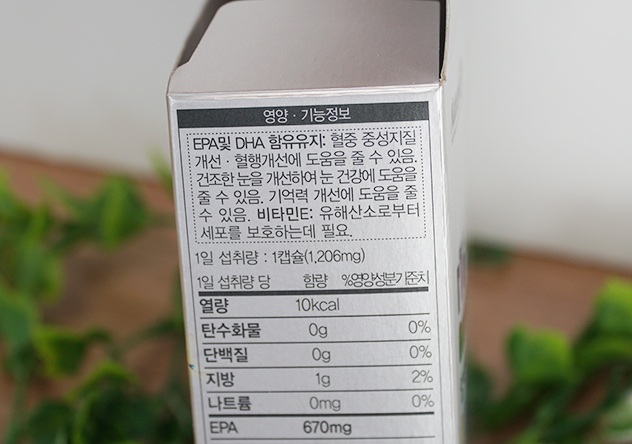 영양 · 기능정보
EPA및 DHA 함유유지: 혈중 중성지질
개선 · 혈행개선에 도움을 줄 수 있음.
건조한 눈을 개선하여 눈 건강에 도움을
줄 수 있음. 기억력 개선에 도움을 줄
수 있음. 비타민E: 유해산소로부터
세포를 보호하는데 필요.
1일 섭취량 : 1캡슐(1,206mg)
1일 섭취량 당 함량 %영양성분기준치
열량 10kcal
탄수화물 0g 0%
단백질 0g 0%
지방 1g 2%
나트륨 0mg 0%
EPA 670mg